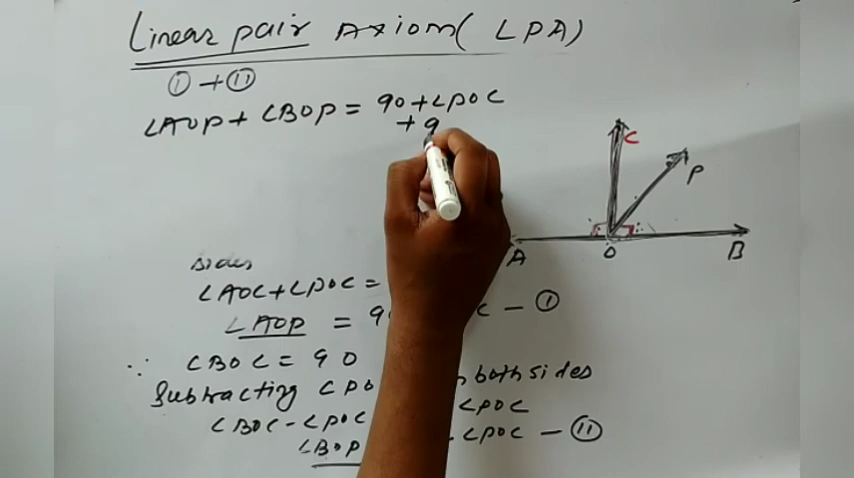 Linear pair Axiom ( LPA )
① + ⑪
∠AOP + ∠BOP = 90 + ∠POC
+ 9
C
P
A O B
sides
∠AOC + ∠POC =
∠AOP = 9 C - ①
∵ ∠BOC = 90
Subtracting ∠PO both sides
∠BOC - ∠POC ∠POC
∠BOP - ∠POC - ⑪